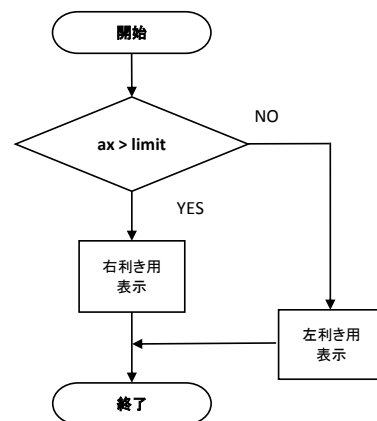 開始
ax > limit
NO
YES
右利き用
表示
左利き用
表示
終了